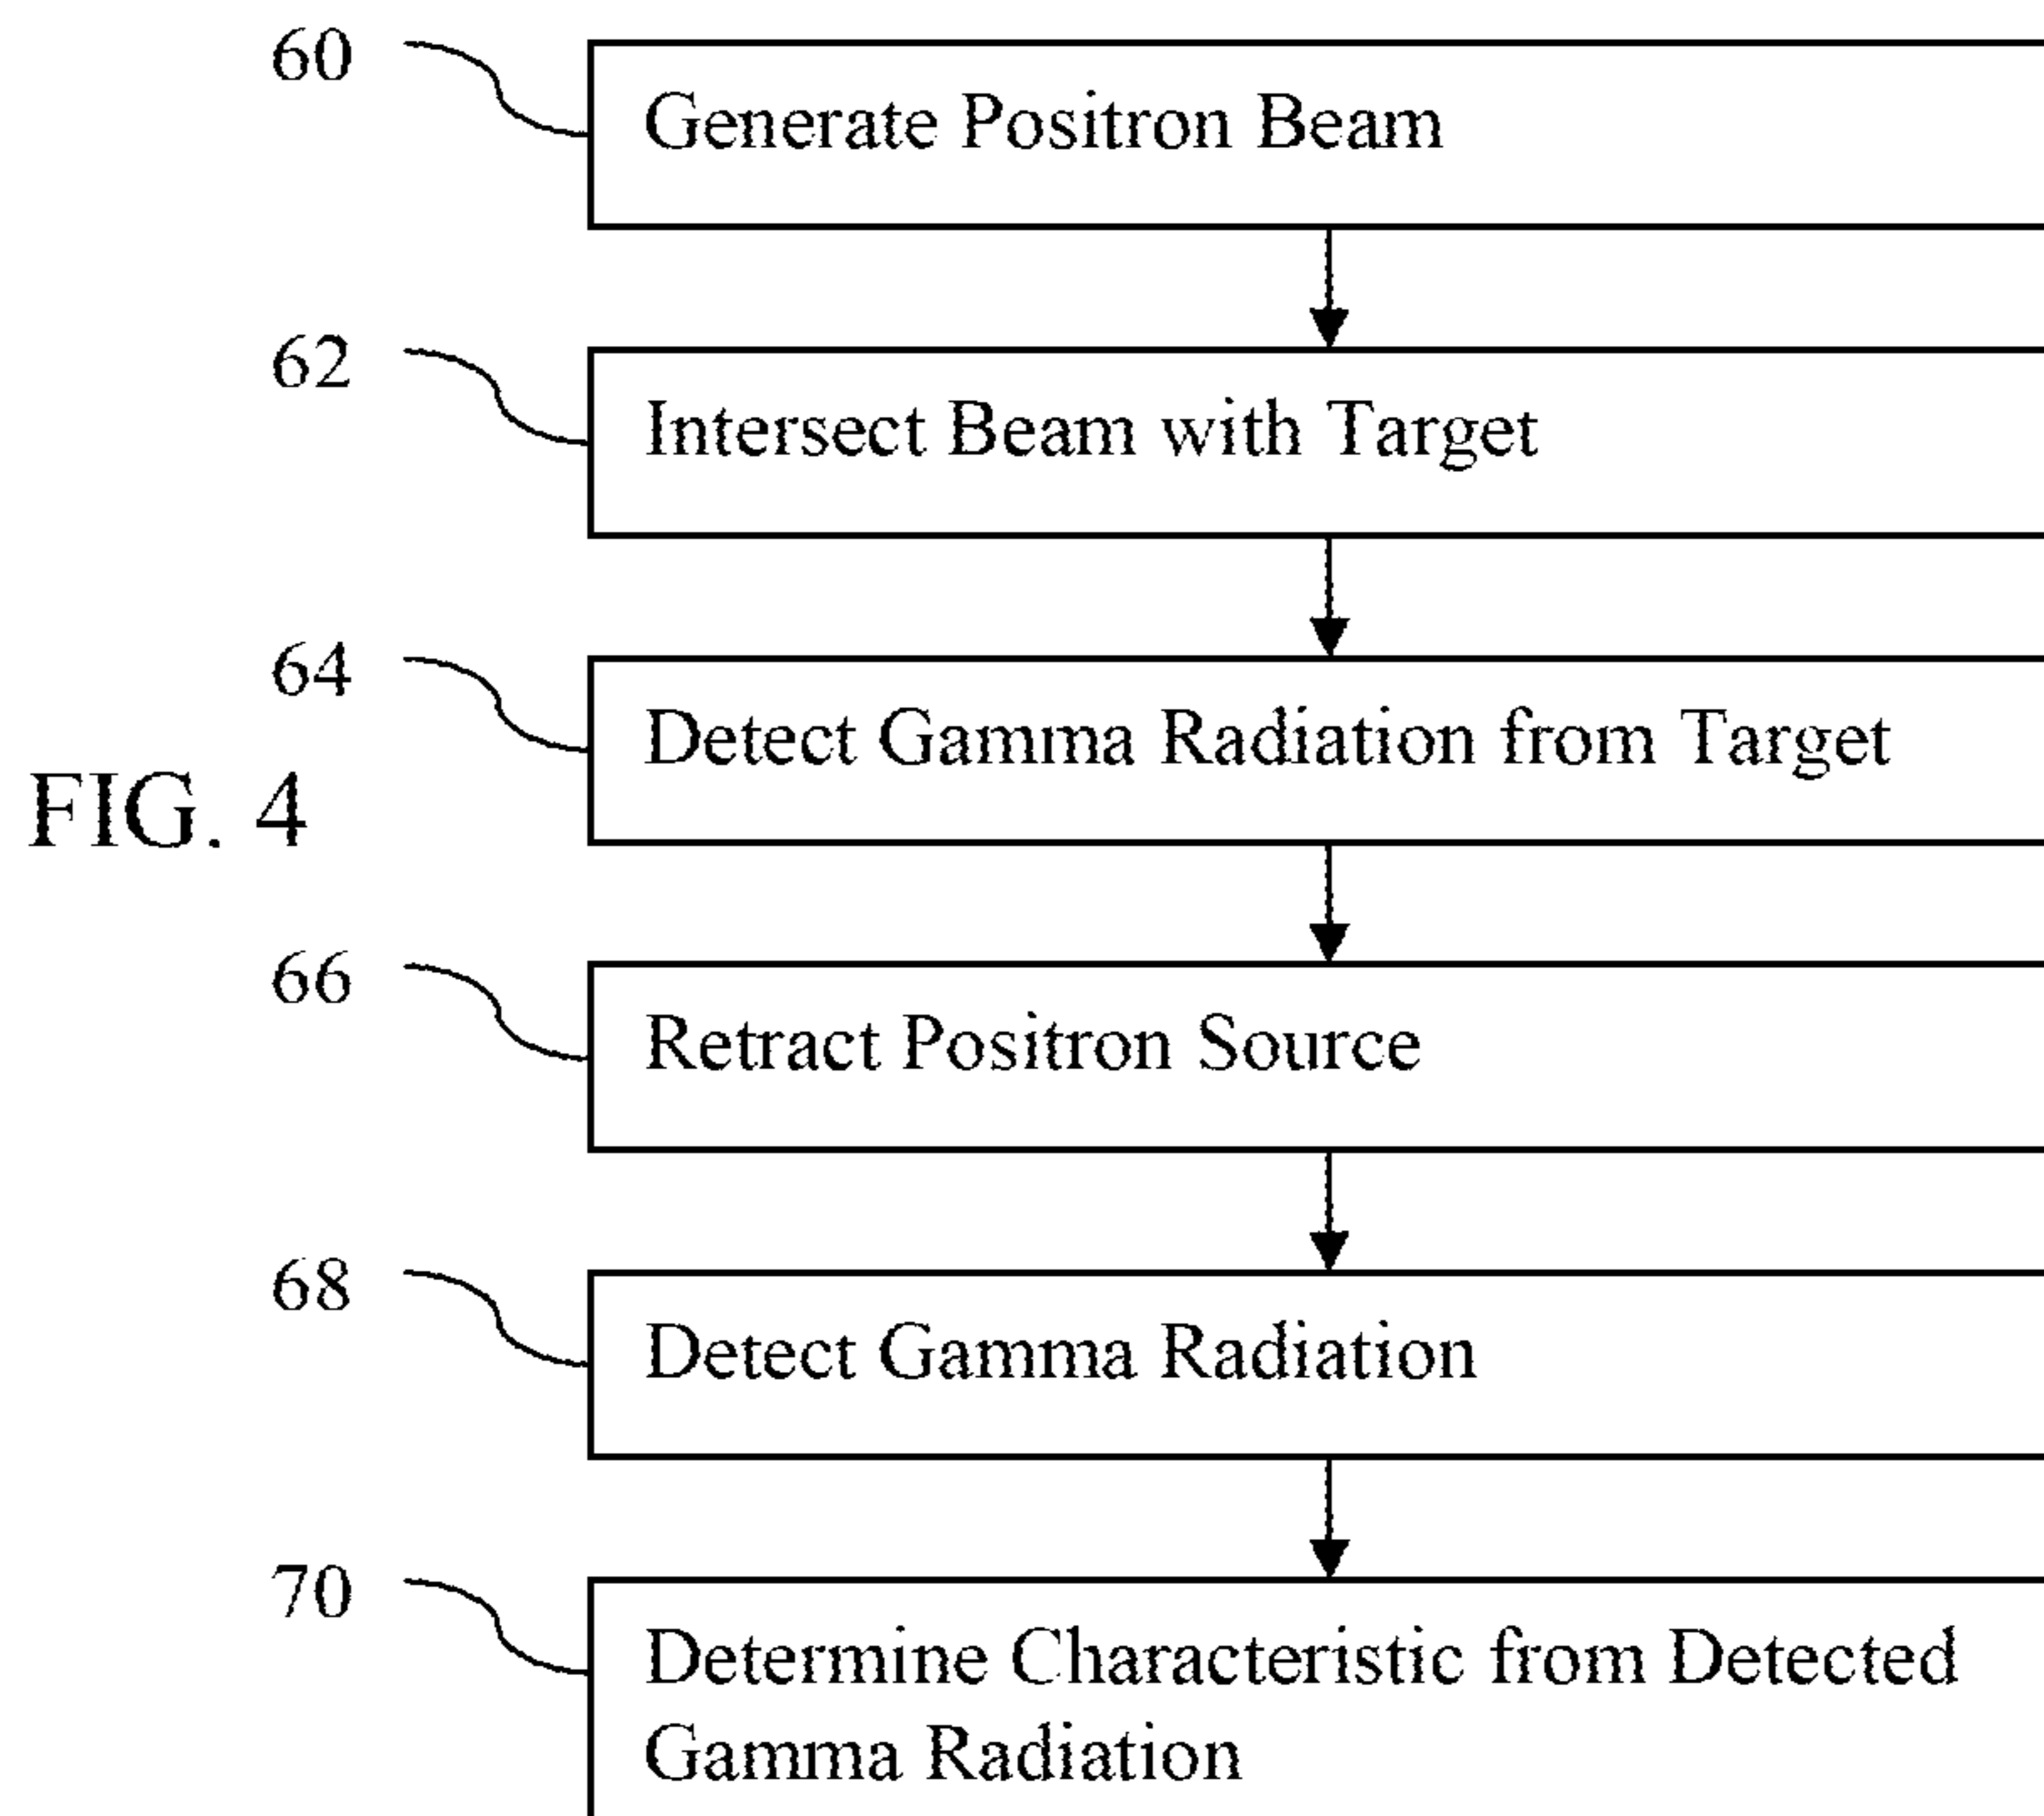 60
Generate Positron Beam
62
Intersect Beam with Target
64
Detect Gamma Radiation from Target
FIG. 4
66
Retract Positron Source
68
Detect Gamma Radiation
70
Determine Characteristic from Detected
Gamma Radiation